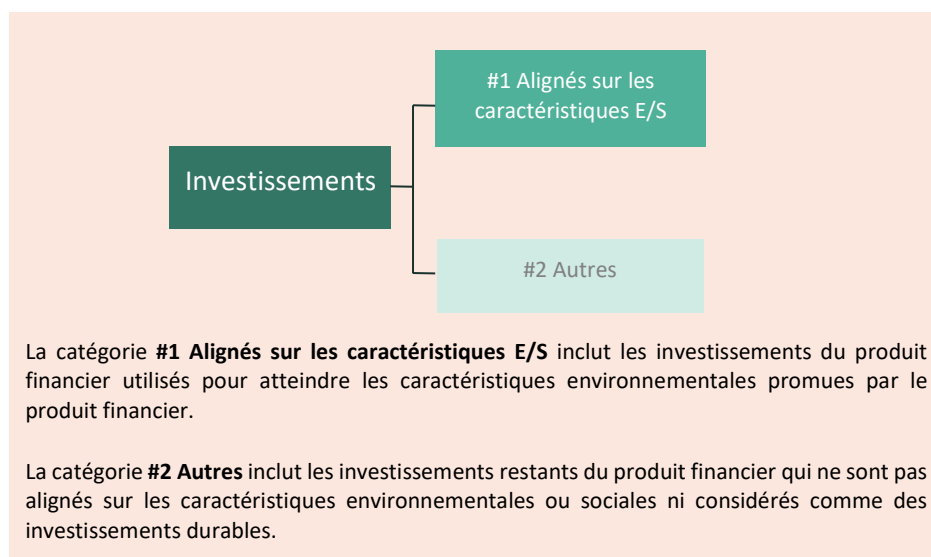 #1 Alignés sur les
caractéristiques E/S
Investissements
#2 Autres
La catégorie #1 Alignés sur les caractéristiques E/S inclut les investissements du produit
financier utilisés pour atteindre les caractéristiques environnementales promues par le
produit financier.
La catégorie #2 Autres inclut les investissements restants du produit financier qui ne sont pas
alignés sur les caractéristiques environnementales ou sociales ni considérés comme des
investissements durables.